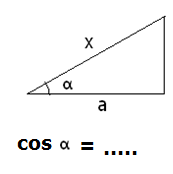 x
α
a
cos α = .....